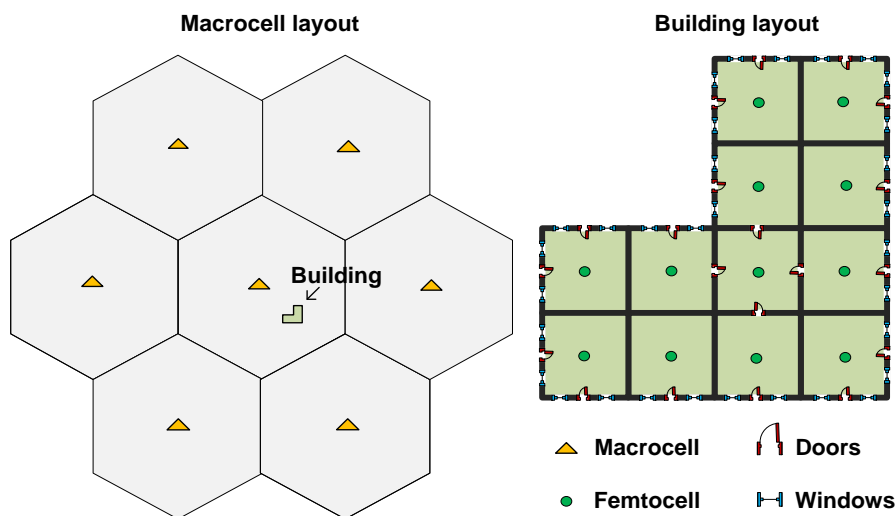 Macrocell layout
Building layout
Building
Macrocell
Doors
Femtocell
Windows